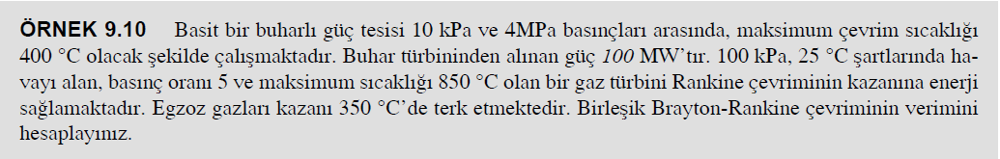 ÖRNEK 9.10 Basit bir buharlı güç tesisi 10 kPa ve 4MPa basınçları arasında, maksimum çevrim sıcaklığı
400 °C olacak şekilde çalışmaktadır. Buhar türbininden alınan güç 100 MW'tır. 100 kPa, 25 °C şartlarında ha-
vayı alan, basınç oranı 5 ve maksimum sıcaklığı 850 °C olan bir gaz türbini Rankine çevriminin kazanına enerji
sağlamaktadır. Egzoz gazları kazanı 350 °C'de terk etmektedir. Birleşik Brayton-Rankine çevriminin verimini
hesaplayınız.